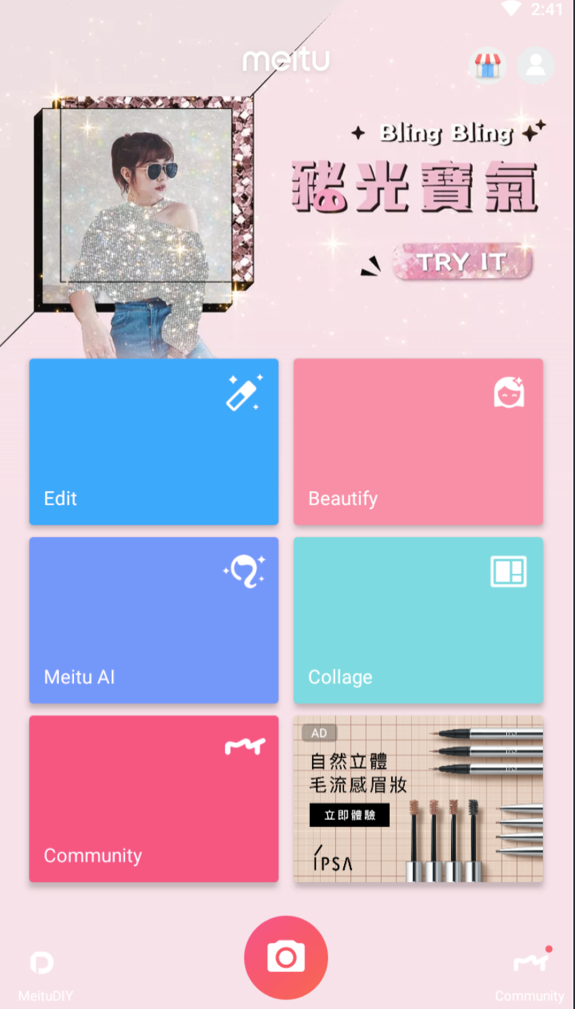 2:41
meitu
Bling Bling
豬光寶氣
TRY IT
Edit
Beautify
Meitu AI
Collage
Community
AD
自然立體
毛流感眉妝
立即體驗
IPSA
MeituDIY
Community